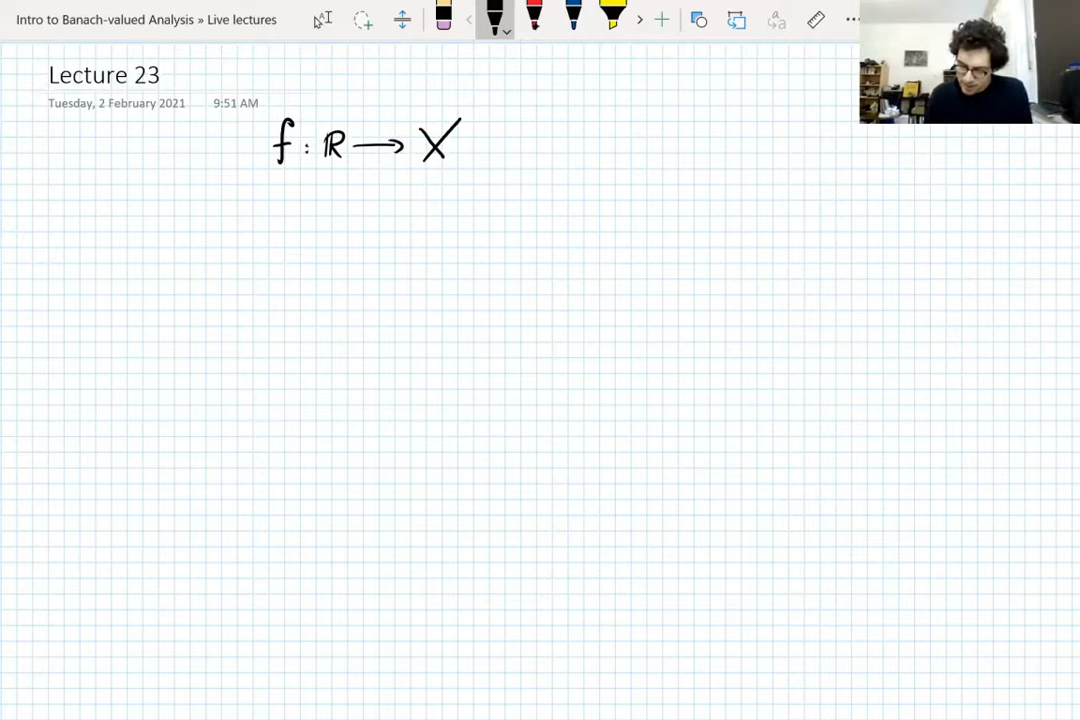 Intro to Banach-valued Analysis » Live lectures
Lecture 23
Tuesday, 2 February 2021 9:51 AM
f : ℝ ⟶ X